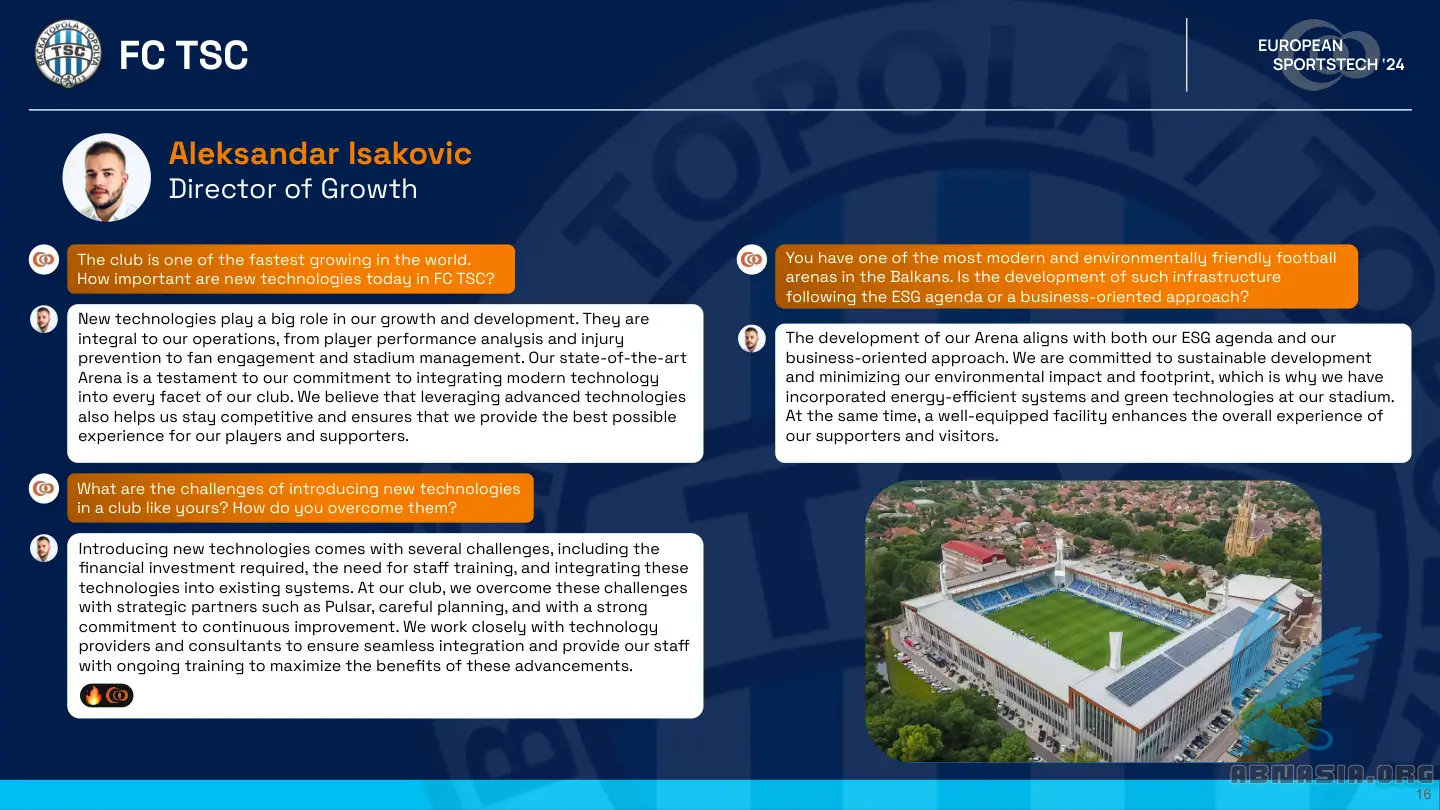 BAČKA TOPOLA / TOPOLYA
TSC
1913
FC TSC
EUROPEAN
SPORTSTECH '24
Aleksandar Isakovic
Director of Growth
The club is one of the fastest growing in the world.
How important are new technologies today in FC TSC?
New technologies play a big role in our growth and development. They are
integral to our operations, from player performance analysis and injury
prevention to fan engagement and stadium management. Our state-of-the-art
Arena is a testament to our commitment to integrating modern technology
into every facet of our club. We believe that leveraging advanced technologies
also helps us stay competitive and ensures that we provide the best possible
experience for our players and supporters.
What are the challenges of introducing new technologies
in a club like yours? How do you overcome them?
Introducing new technologies comes with several challenges, including the
financial investment required, the need for staff training, and integrating these
technologies into existing systems. At our club, we overcome these challenges
with strategic partners such as Pulsar, careful planning, and with a strong
commitment to continuous improvement. We work closely with technology
providers and consultants to ensure seamless integration and provide our staff
with ongoing training to maximize the benefits of these advancements.
You have one of the most modern and environmentally friendly football
arenas in the Balkans. Is the development of such infrastructure
following the ESG agenda or a business-oriented approach?
The development of our Arena aligns with both our ESG agenda and our
business-oriented approach. We are committed to sustainable development
and minimizing our environmental impact and footprint, which is why we have
incorporated energy-efficient systems and green technologies at our stadium.
At the same time, a well-equipped facility enhances the overall experience of
our supporters and visitors.
ABNASIA.ORG
16